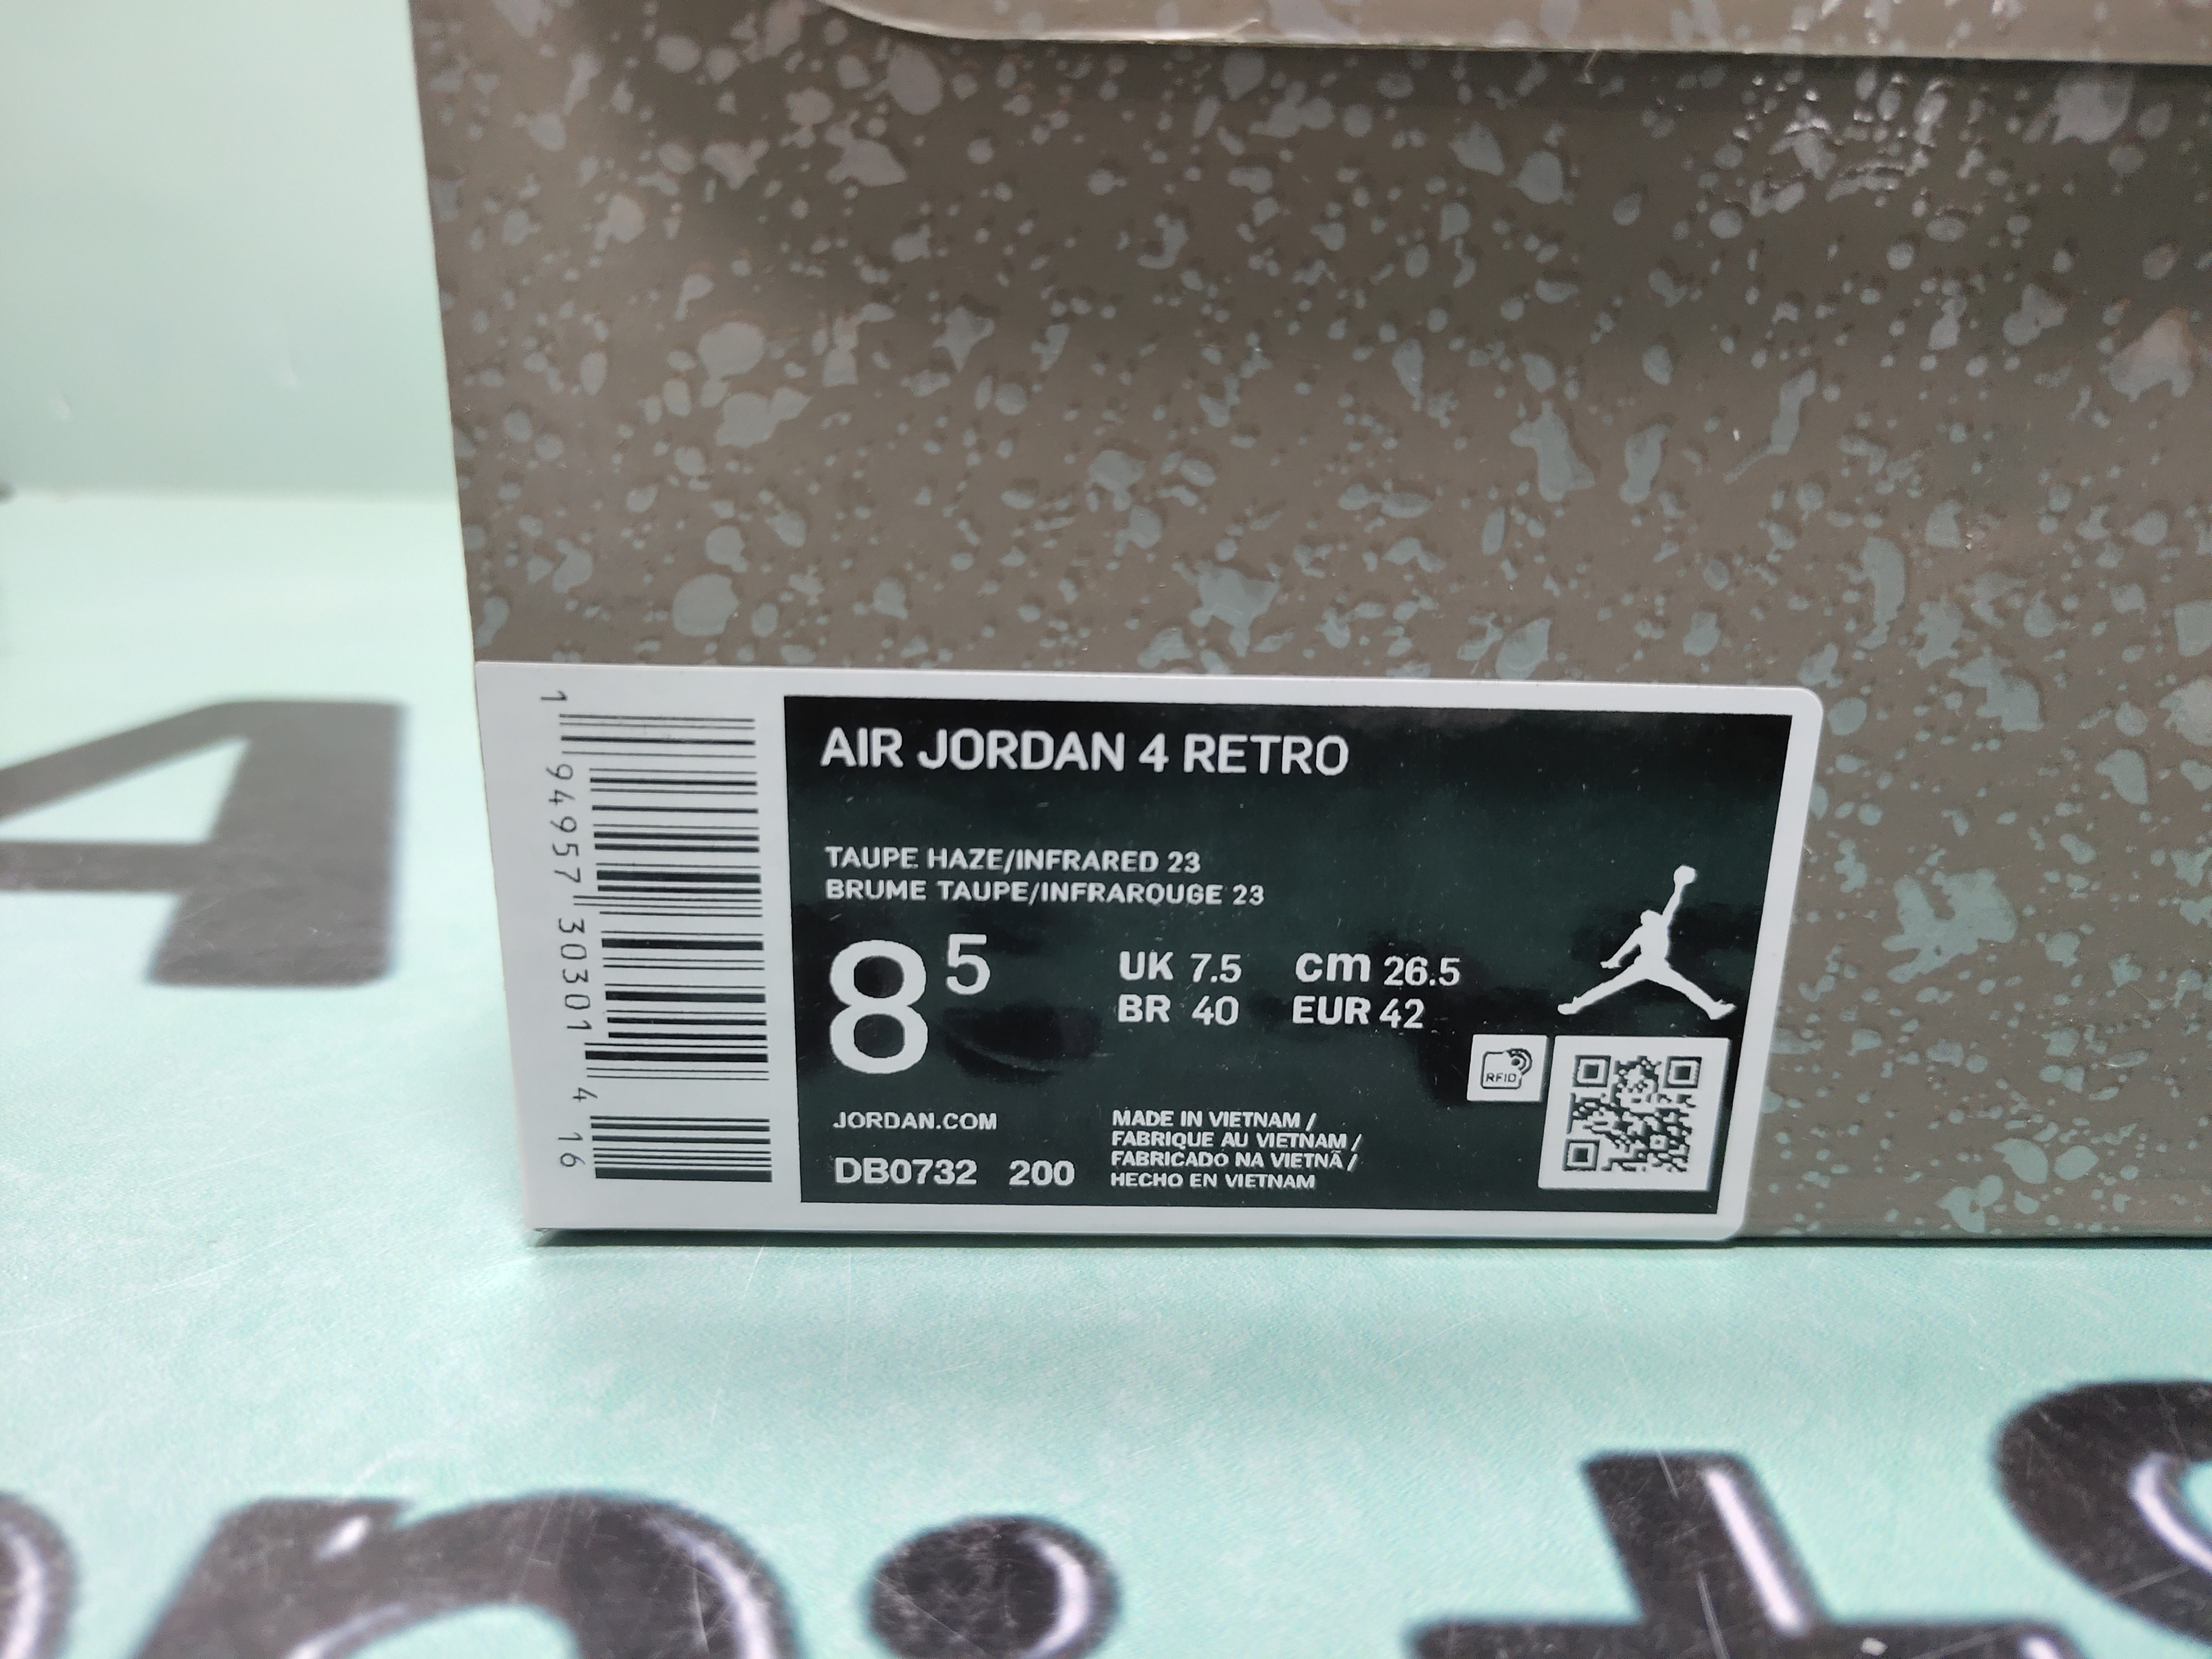 AIR JORDAN 4 RETRO
TAUPE HAZE/INFRARED 23
BRUME TAUPE/INFRAROUGE 23
8 5
UK 7.5 cm 26.5
BR 40 EUR 42
RFID
JORDAN.COM
DB0732 200
MADE IN VIETNAM /
FABRIQUE AU VIETNAM /
FABRICADO NA VIETNÃ /
HECHO EN VIETNAM
1 94957 30301 4 16
4